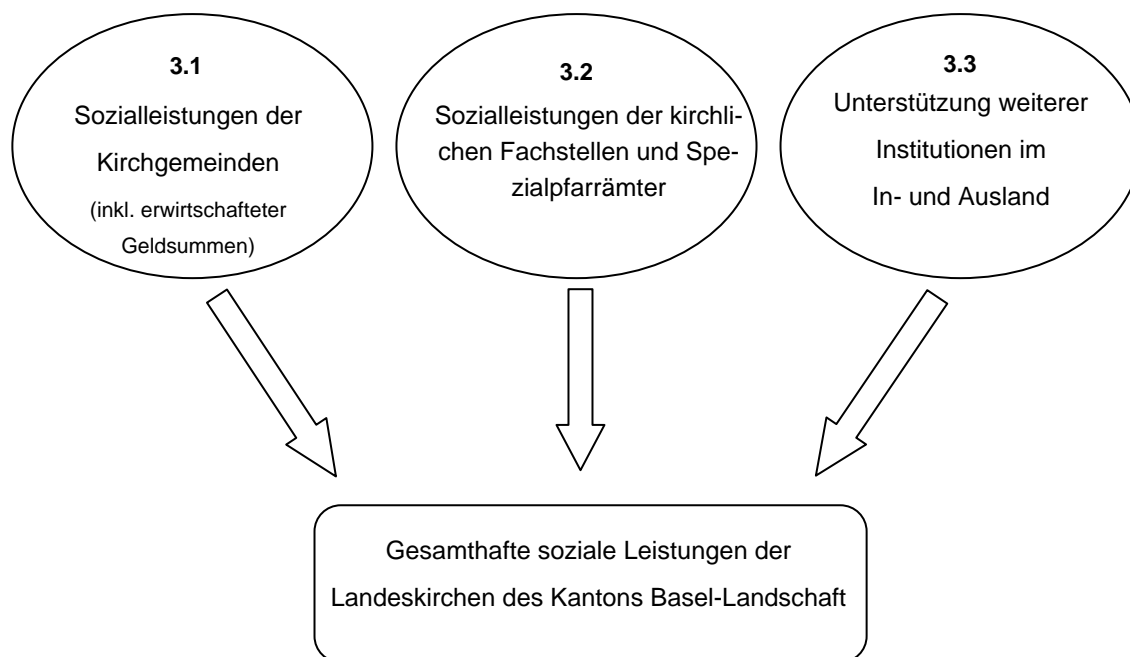 3.1
Sozialleistungen der
Kirchgemeinden
(inkl. erwirtschafteter
Geldsummen)
3.2
Sozialleistungen der kirchli-
chen Fachstellen und Spe-
zialpfarrämter
3.3
Unterstützung weiterer
Institutionen im
In- und Ausland
Gesamthafte soziale Leistungen der
Landeskirchen des Kantons Basel-Landschaft